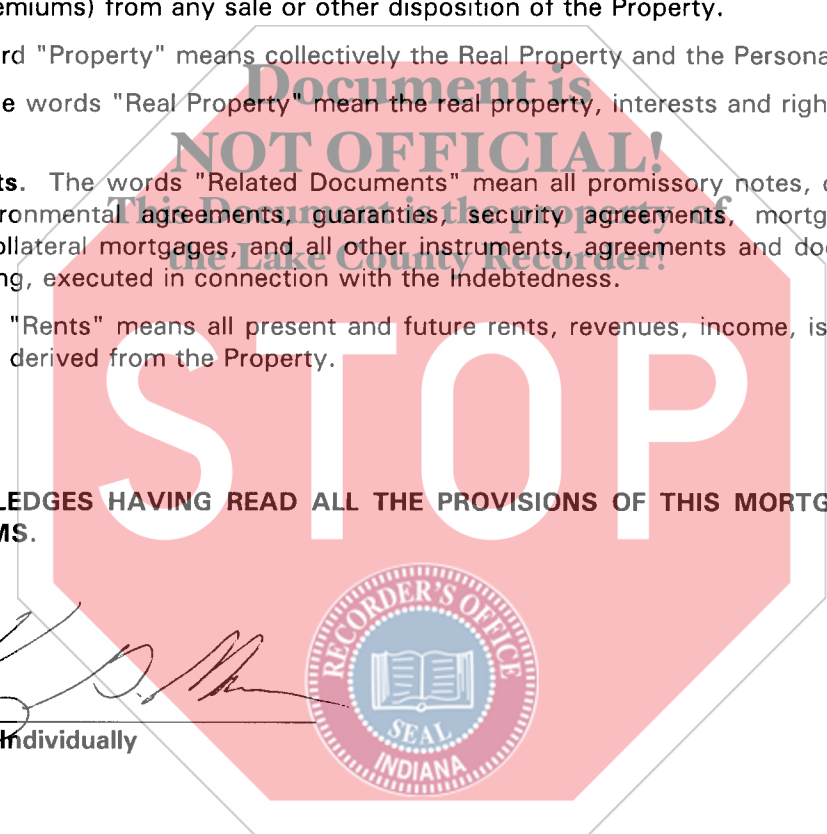 emiums) from any sale or other disposition of the Property.
rd "Property" means collectively the Real Property and the Persona
Document is
e words "Real Property" mean the real property, interests and righ
NOT OFFICIAL!
ts. The words "Related Documents" mean all promissory notes,
This Document is the property of
ronmental agreements, guaranties, security agreements, mortg
ollateral mortgages, and all other instruments, agreements and do
the Lake County Recorder!
ng, executed in connection with the Indebtedness.
"Rents" means all present and future rents, revenues, income, is
derived from the Property.
STOP
LEDGES HAVING READ ALL THE PROVISIONS OF THIS MORTG
MS.
RECORDER'S OFFICE
SEAL
INDIANA
Individually